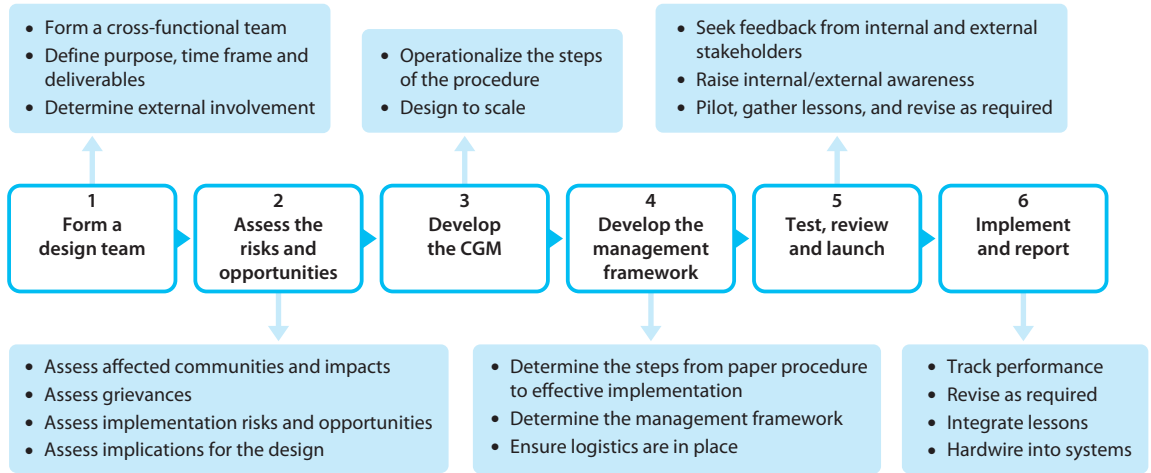 • Form a cross-functional team
• Define purpose, time frame and
deliverables
• Determine external involvement
• Operationalize the steps
of the procedure
• Design to scale
• Seek feedback from internal and external
stakeholders
• Raise internal/external awareness
• Pilot, gather lessons, and revise as required
1
Form a
design team
2
Assess the
risks and
opportunities
3
Develop
the CGM
4
Develop the
management
framework
5
Test, review
and launch
6
Implement
and report
• Assess affected communities and impacts
• Assess grievances
• Assess implementation risks and opportunities
• Assess implications for the design
• Determine the steps from paper procedure
to effective implementation
• Determine the management framework
• Ensure logistics are in place
• Track performance
• Revise as required
• Integrate lessons
• Hardwire into systems